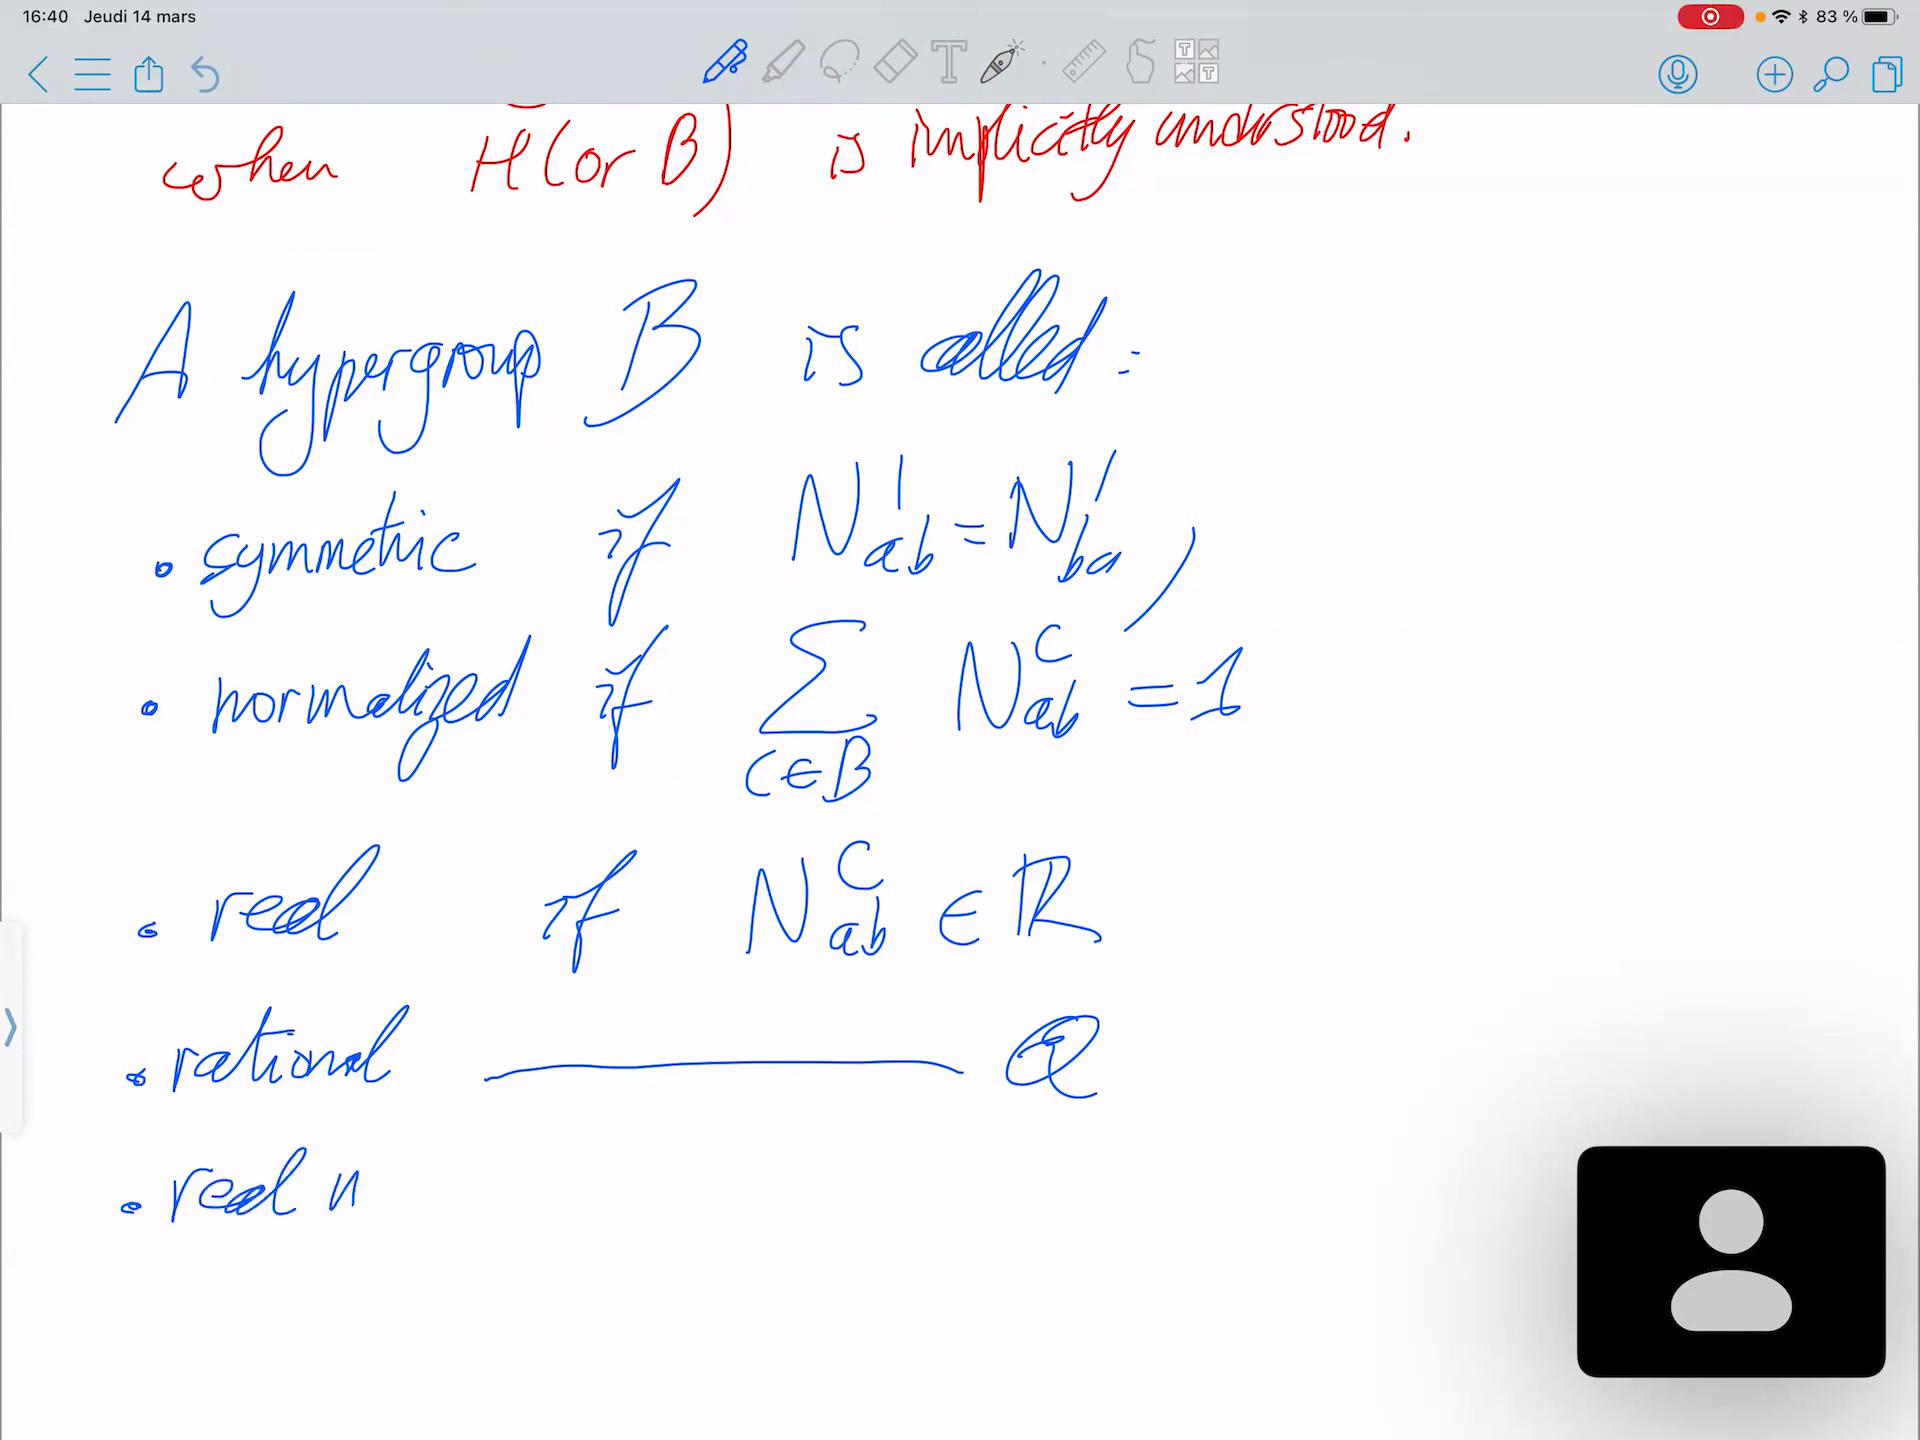 16:40 Jeudi 14 mars 83 %
when H (or B) is implicitly understood.
A hypergroup B is called :
• symmetric if N^1_ab = N^1_ba ,
• normalized if ∑_{c∈B} N^c_ab = 1
• real if N^c_ab ∈ ℝ
• rational ———— ℚ
• real n